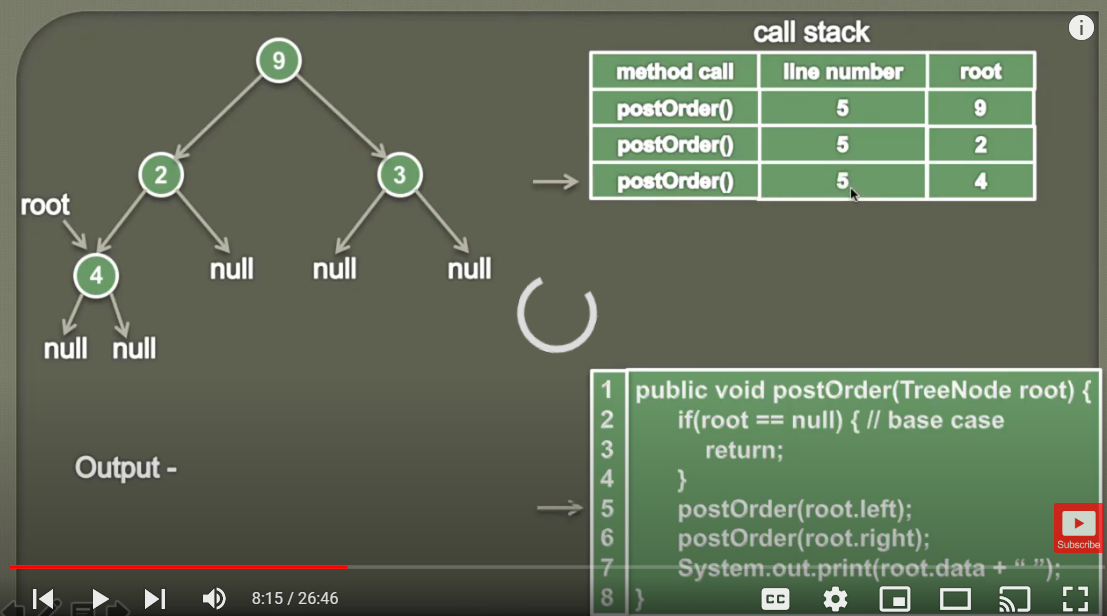 call stack
method call line number root
postOrder() 5 9
postOrder() 5 2
postOrder() 5 4
i
9
2
3
root
4
null
null
null
null
null
Output -
1 public void postOrder(TreeNode root) {
2 if(root == null) { // base case
3 return;
4 }
5 postOrder(root.left);
6 postOrder(root.right);
7 System.out.print(root.data + “ ”);
8 }
Subscribe
8:15 / 26:46
CC